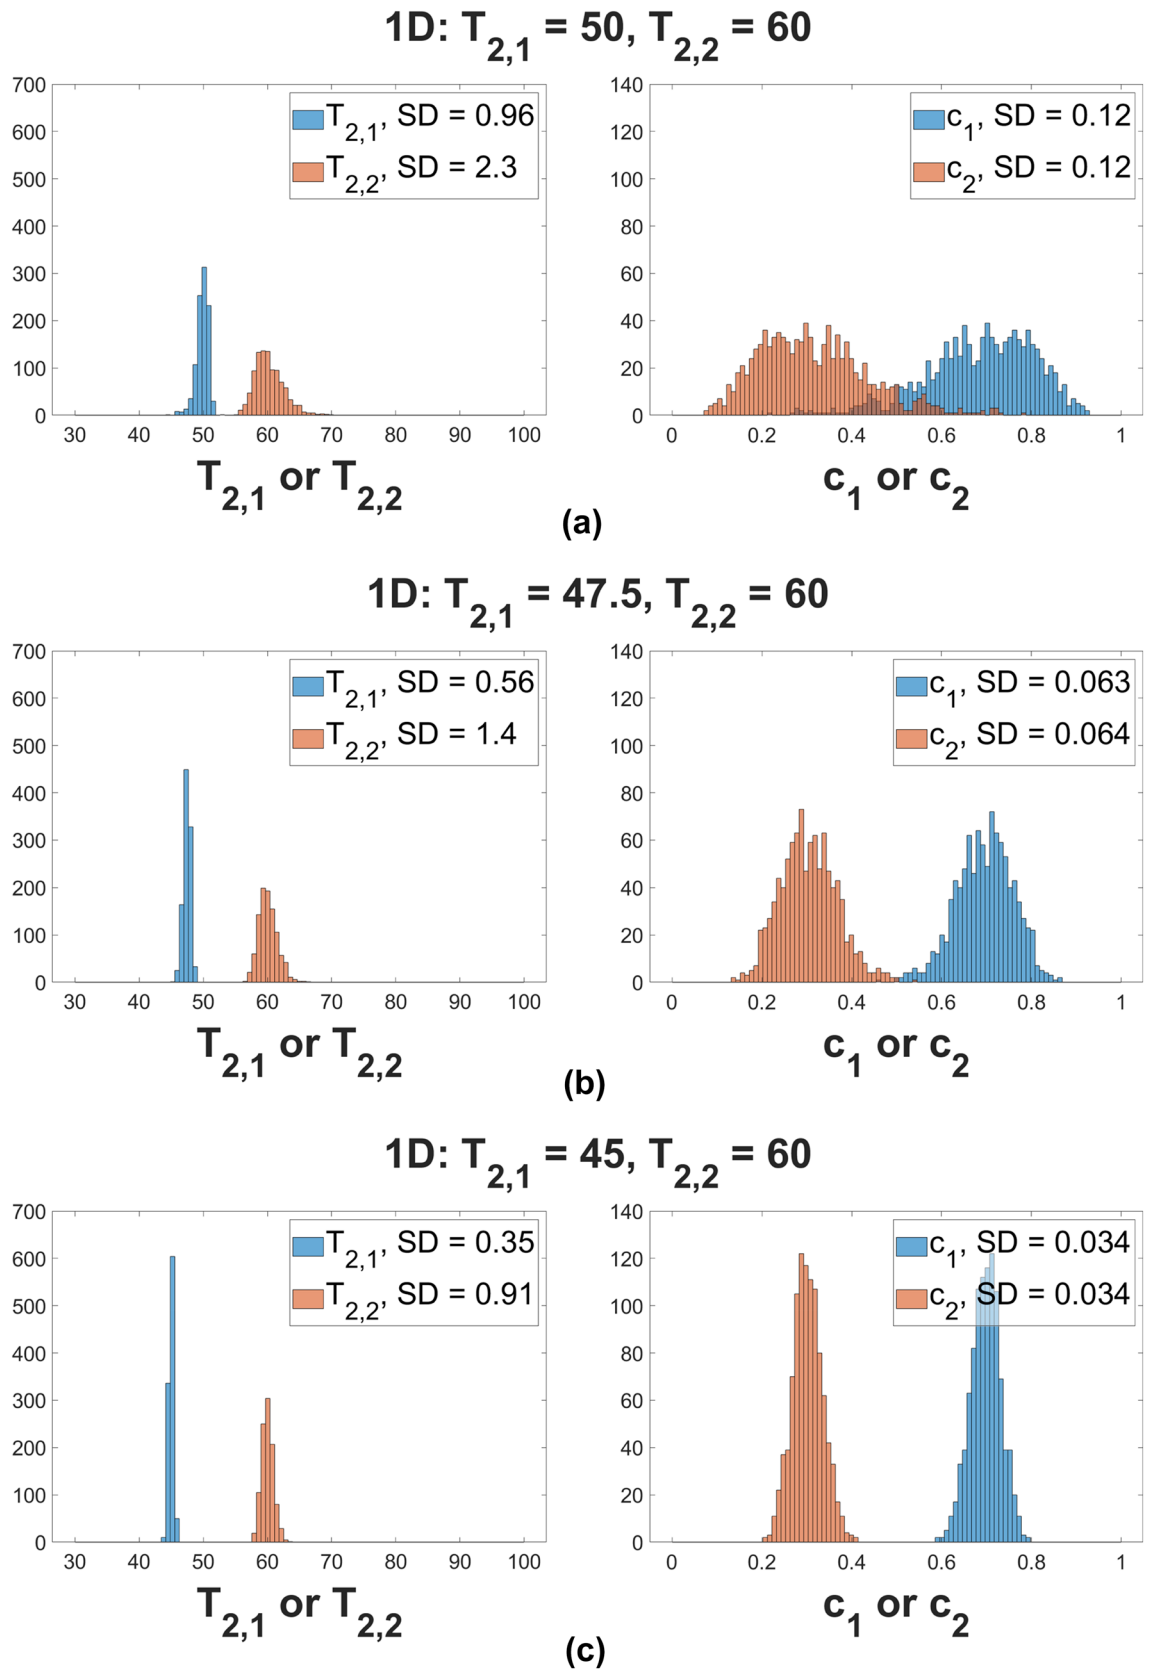 1D: T2,1 = 50, T2,2 = 60
700
600
500
400
300
200
100
0
30 40 50 60 70 80 90 100
T2,1, SD = 0.96
T2,2, SD = 2.3
T2,1 or T2,2
140
120
100
80
60
40
20
0
0 0.2 0.4 0.6 0.8 1
c1, SD = 0.12
c2, SD = 0.12
c1 or c2
(a)
1D: T2,1 = 47.5, T2,2 = 60
700
600
500
400
300
200
100
0
30 40 50 60 70 80 90 100
T2,1, SD = 0.56
T2,2, SD = 1.4
T2,1 or T2,2
140
120
100
80
60
40
20
0
0 0.2 0.4 0.6 0.8 1
c1, SD = 0.063
c2, SD = 0.064
c1 or c2
(b)
1D: T2,1 = 45, T2,2 = 60
700
600
500
400
300
200
100
0
30 40 50 60 70 80 90 100
T2,1, SD = 0.35
T2,2, SD = 0.91
T2,1 or T2,2
140
120
100
80
60
40
20
0
0 0.2 0.4 0.6 0.8 1
c1, SD = 0.034
c2, SD = 0.034
c1 or c2
(c)